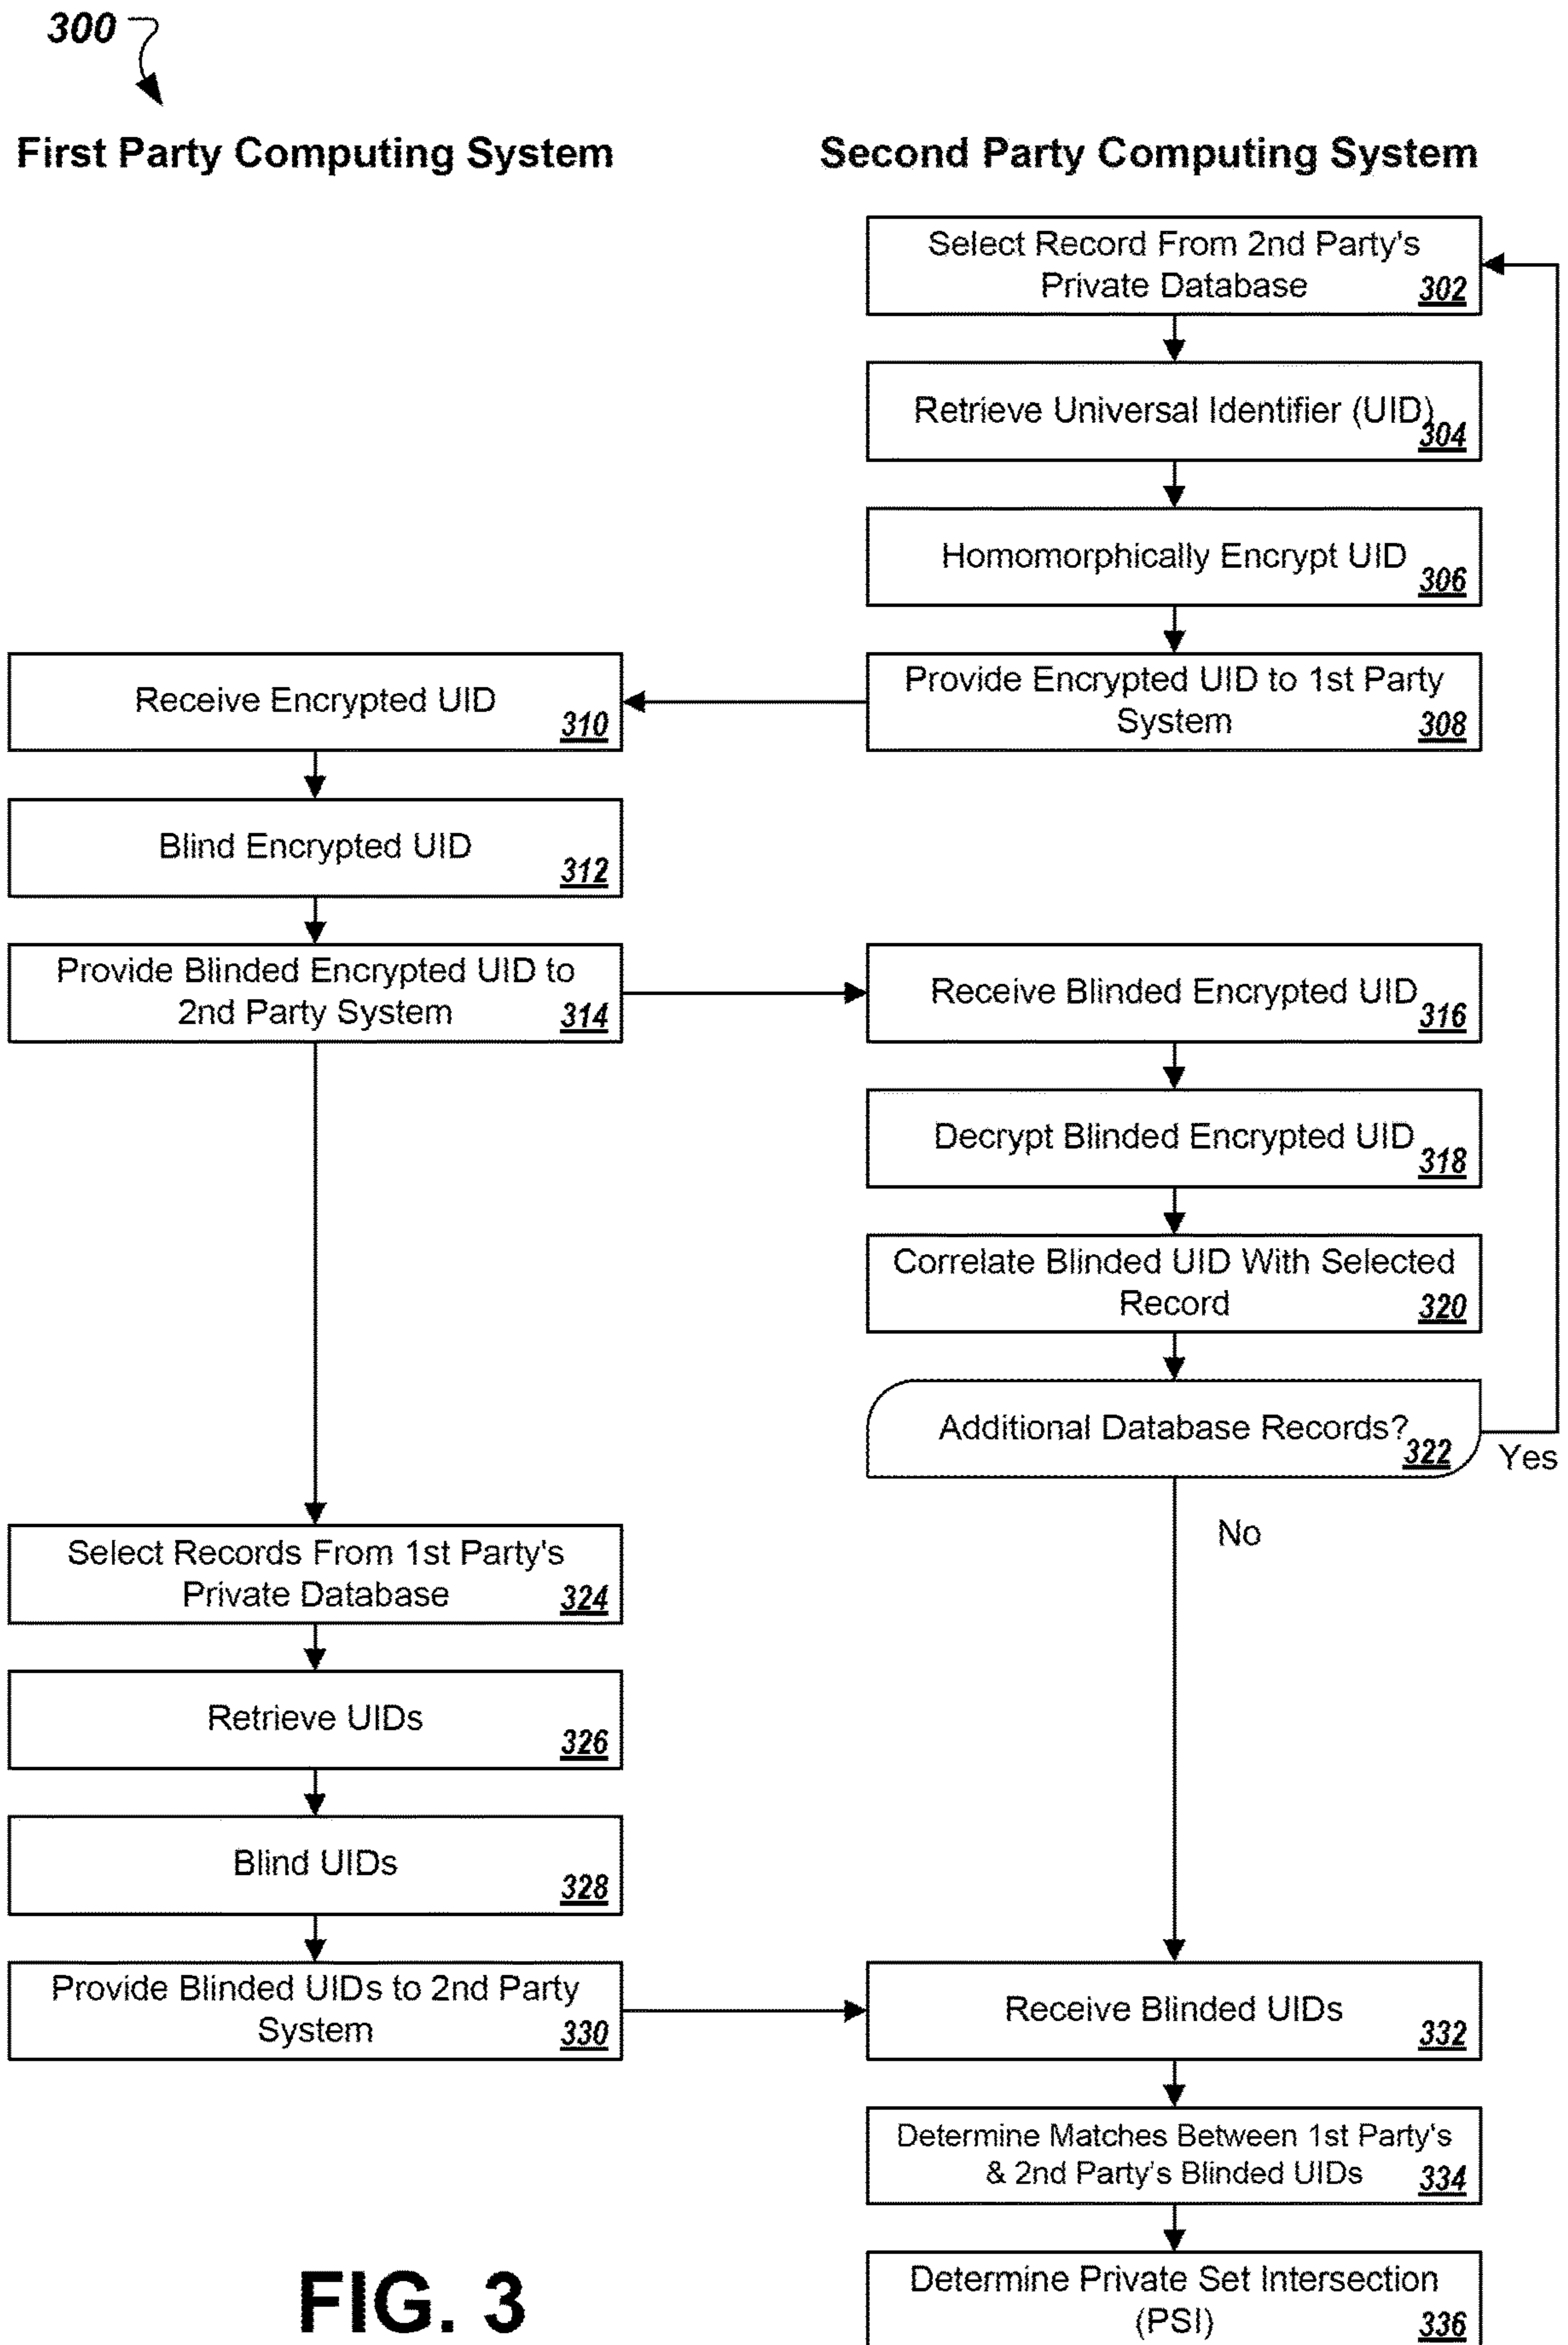 300
First Party Computing System
Second Party Computing System
Select Record From 2nd Party's
Private Database 302
Retrieve Universal Identifier (UID)
304
Homomorphically Encrypt UID
306
Provide Encrypted UID to 1st Party
System 308
Receive Encrypted UID
310
Blind Encrypted UID
312
Provide Blinded Encrypted UID to
2nd Party System 314
Receive Blinded Encrypted UID
316
Decrypt Blinded Encrypted UID
318
Correlate Blinded UID With Selected
Record 320
Additional Database Records?
322
Yes
No
Select Records From 1st Party's
Private Database 324
Retrieve UIDs
326
Blind UIDs
328
Provide Blinded UIDs to 2nd Party
System 330
Receive Blinded UIDs
332
Determine Matches Between 1st Party's
& 2nd Party's Blinded UIDs 334
Determine Private Set Intersection
(PSI) 336
FIG. 3